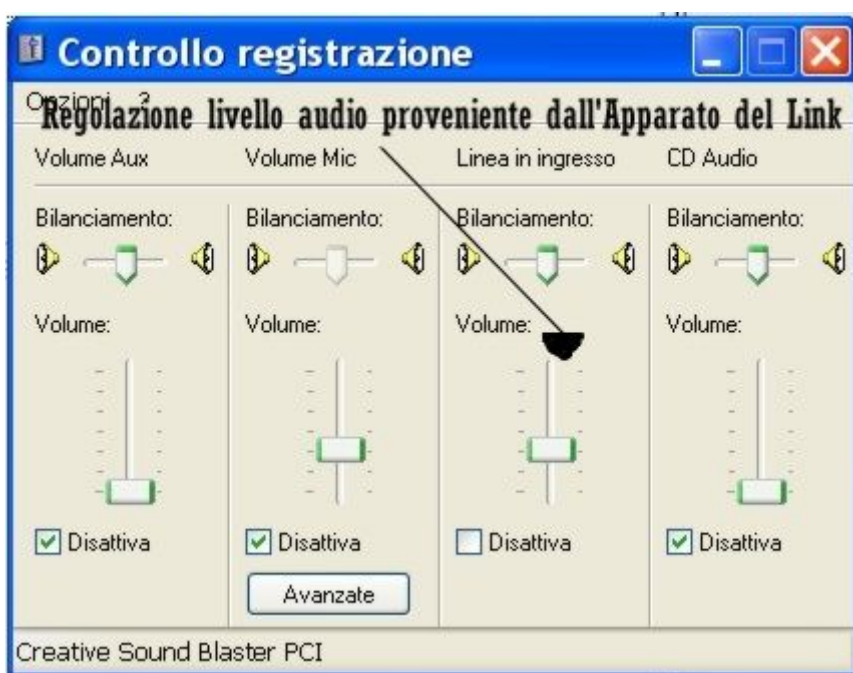 Controllo registrazione
Opzioni ?
Regolazione livello audio proveniente dall'Apparato del Link
Volume Aux Volume Mic Linea in ingresso CD Audio
Bilanciamento: Bilanciamento: Bilanciamento: Bilanciamento:
Volume: Volume: Volume: Volume:
Disattiva Disattiva Disattiva Disattiva
Avanzate
Creative Sound Blaster PCI